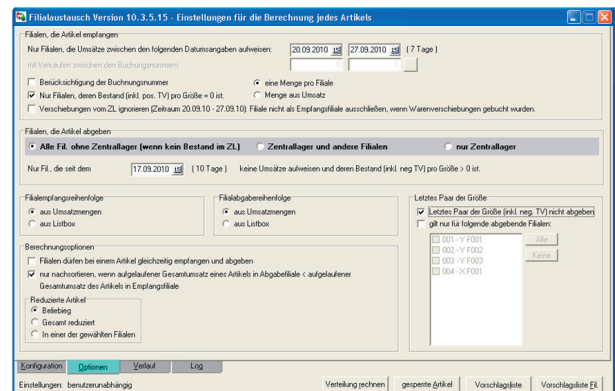 Filialaustausch Version 10.3.5.15 - Einstellungen für die Berechnung jedes Artikels
Filialen, die Artikel empfangen
Nur Filialen, die Umsätze zwischen den folgenden Datumsangaben aufweisen: 20.09.2010 15 27.09.2010 15 ( 7 Tage )
mit Verkäufen zwischen den Buchungsnummern:
Berücksichtigung der Buchnungsnummer
eine Menge pro Filiale
Nur Filialen, deren Bestand (inkl. pos. TV) pro Größe = 0 ist.
Menge aus Umsatz
Verschiebungen vom ZL ignorieren (Zeitraum 20.09.10 - 27.09.10): Filiale nicht als Empfangsfiliale ausschließen, wenn Warenverschiebungen gebucht wurden.
Filialen, die Artikel abgeben
Alle Fil. ohne Zentrallager (wenn kein Bestand im ZL) Zentrallager und andere Filialen nur Zentrallager
Nur Fil., die seit dem 17.09.2010 15 ( 10 Tage ) keine Umsätze aufweisen und deren Bestand (inkl. neg TV) pro Größe > 0 ist.
Filialempfangsreihenfolge
aus Umsatzmengen
aus Listbox
Filialabgabereihenfolge
aus Umsatzmengen
aus Listbox
Letztes Paar der Größe
Letztes Paar der Größe (inkl. neg. TV) nicht abgeben
gilt nur für folgende abgebende Filialen:
001 - Y F001
002 - Y F002
003 - Y F003
004 - X F001
Alle
Keine
Berechnungsoptionen
Filialen dürfen bei einem Artikel gleichzeitig empfangen und abgeben
nur nachsortieren, wenn aufgelaufener Gesamtumsatz eines Artikels in Abgabefiliale < aufgelaufener
Gesamtumsatz des Artikels in Empfangsfiliale
Reduzierte Artikel
Beliebieg
Gesamt reduziert
In einer der gewählten Filialen
Konfiguration Optionen Verlauf Log
Einstellungen: benutzerunabhängig Verteilung rechnen gesperrte Artikel Vorschlagsliste Vorschlagsliste Fil